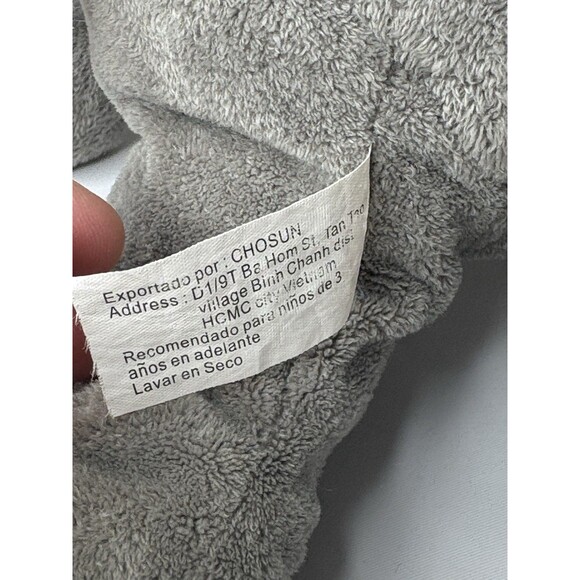 Exportado por : CHOSUN
Address : D1/9T Ba Hom St, Tan Tao
village Binh Chanh dist
HCMC city Vietnam
Recomendado para niños de 3
años en adelante
Lavar en Seco